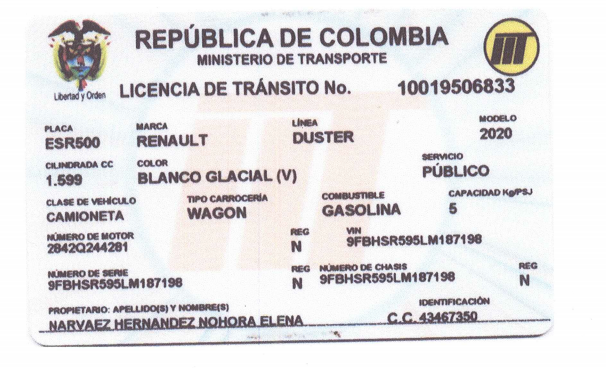 REPÚBLICA DE COLOMBIA
MINISTERIO DE TRANSPORTE
Libertad y Orden
LICENCIA DE TRÁNSITO No. 10019506833
PLACA MARCA LÍNEA MODELO
ESR500 RENAULT DUSTER 2020
CILINDRADA CC COLOR SERVICIO
1.599 BLANCO GLACIAL (V) PÚBLICO
CLASE DE VEHÍCULO TIPO CARROCERÍA COMBUSTIBLE CAPACIDAD Kg/PSJ
CAMIONETA WAGON GASOLINA 5
NÚMERO DE MOTOR REG VIN
2842Q244281 N 9FBHSR595LM187198
NÚMERO DE SERIE REG NÚMERO DE CHASIS REG
9FBHSR595LM187198 N 9FBHSR595LM187198 N
PROPIETARIO: APELLIDO(S) Y NOMBRE(S) IDENTIFICACIÓN
NARVAEZ HERNANDEZ NOHORA ELENA C.C. 43467350